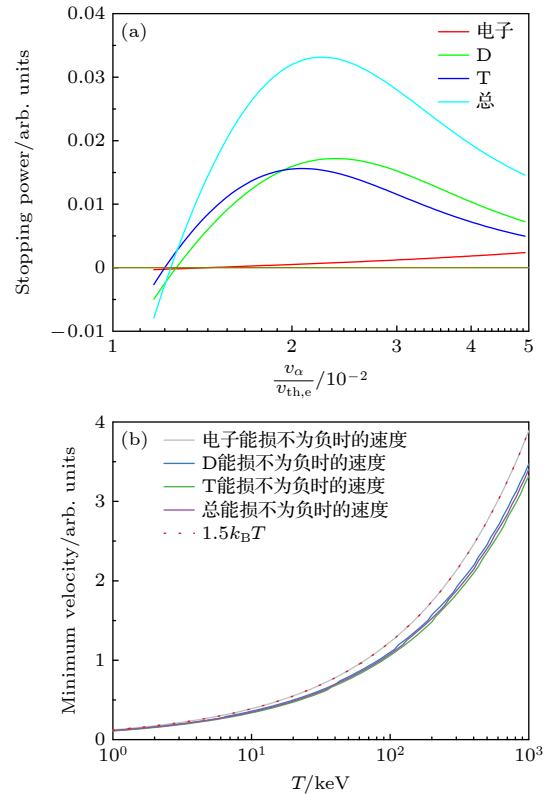 (a)
电子
D
T
总
Stopping power/arb. units
0.04
0.03
0.02
0.01
0
−0.01
1 2 3 4 5
v_α/v_th,e /10^−2
(b)
电子能损不为负时的速度
D能损不为负时的速度
T能损不为负时的速度
总能损不为负时的速度
1.5k_BT
Minimum velocity/arb. units
4
3
2
1
0
10^0 10^1 10^2 10^3
T/keV